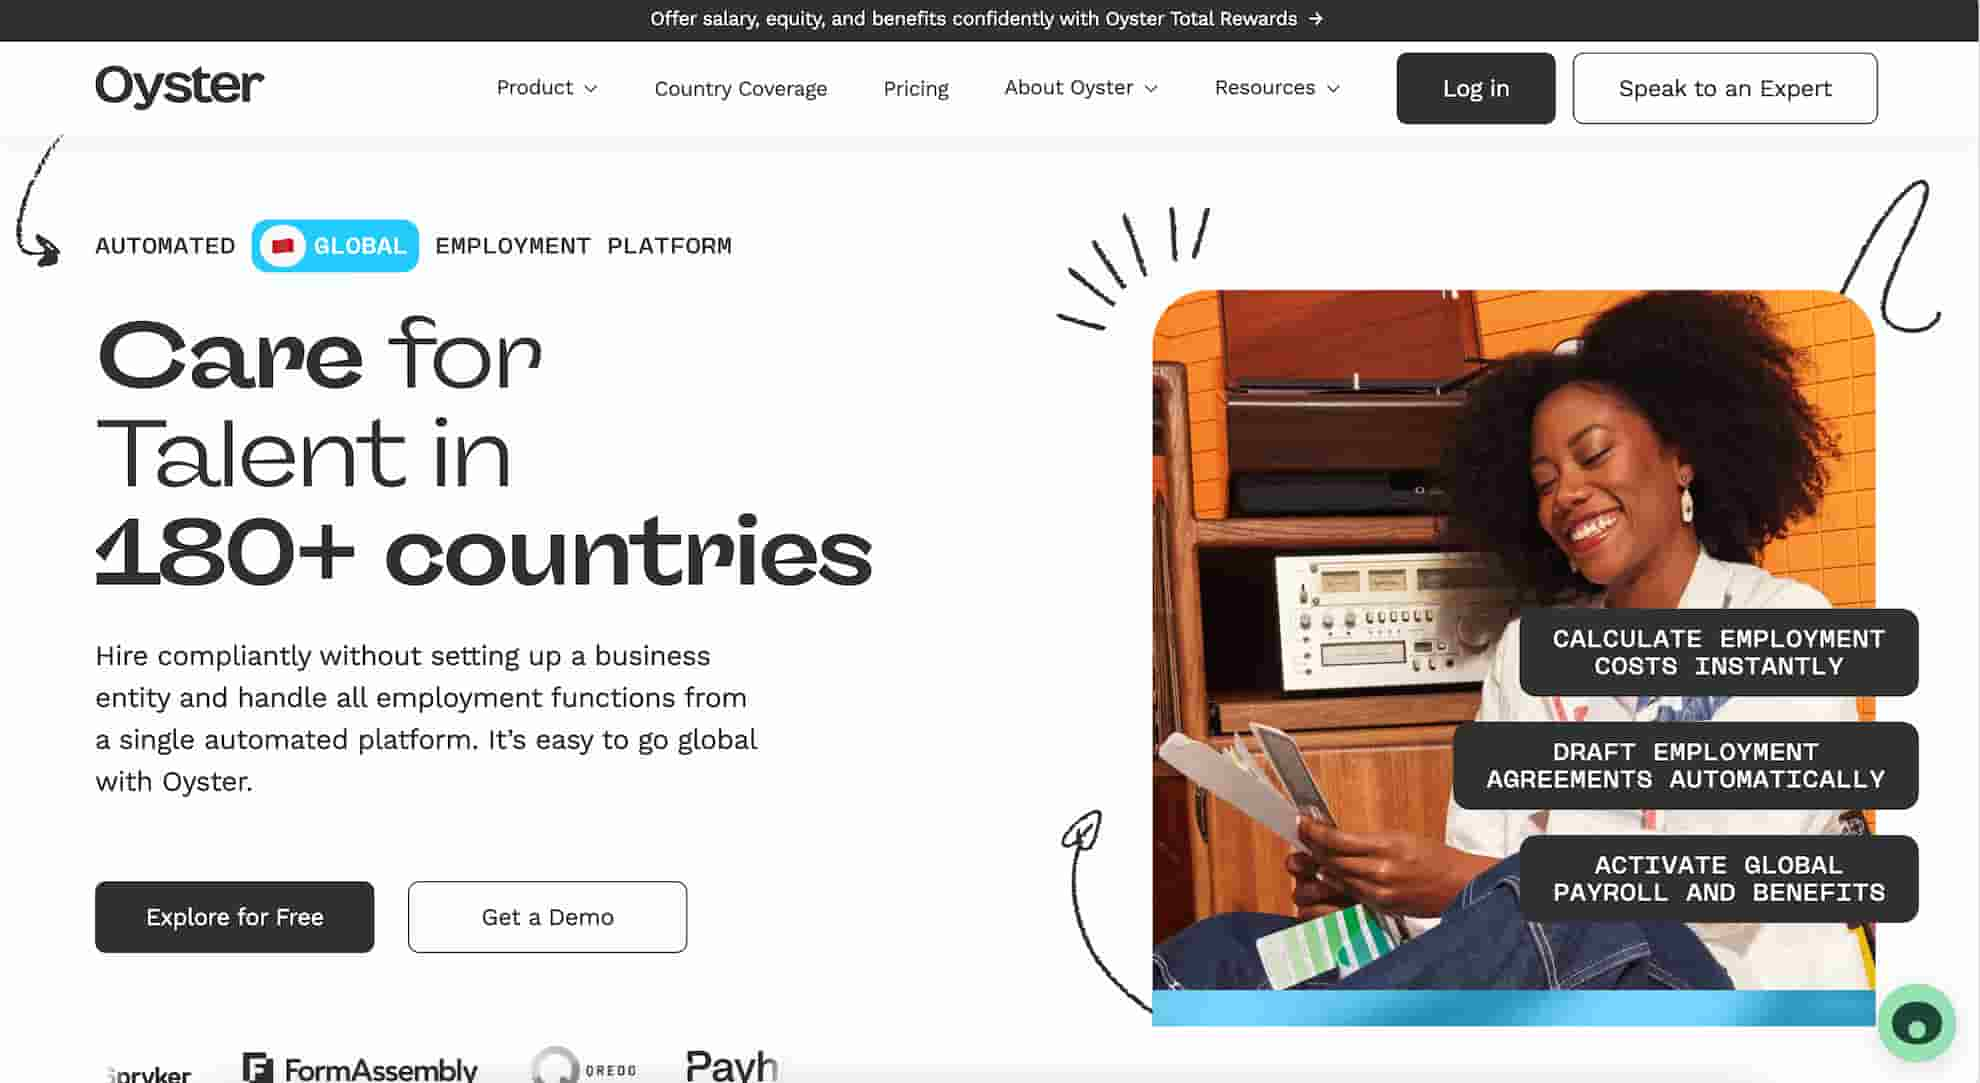 Offer salary, equity, and benefits confidently with Oyster Total Rewards →
Oyster
Product
Country Coverage
Pricing
About Oyster
Resources
Log in
Speak to an Expert
AUTOMATED GLOBAL EMPLOYMENT PLATFORM
Care for
Talent in
180+ countries
Hire compliantly without setting up a business
entity and handle all employment functions from
a single automated platform. It’s easy to go global
with Oyster.
Explore for Free
Get a Demo
CALCULATE EMPLOYMENT
COSTS INSTANTLY
DRAFT EMPLOYMENT
AGREEMENTS AUTOMATICALLY
ACTIVATE GLOBAL
PAYROLL AND BENEFITS
Spryker
FormAssembly
QREDO
Payh